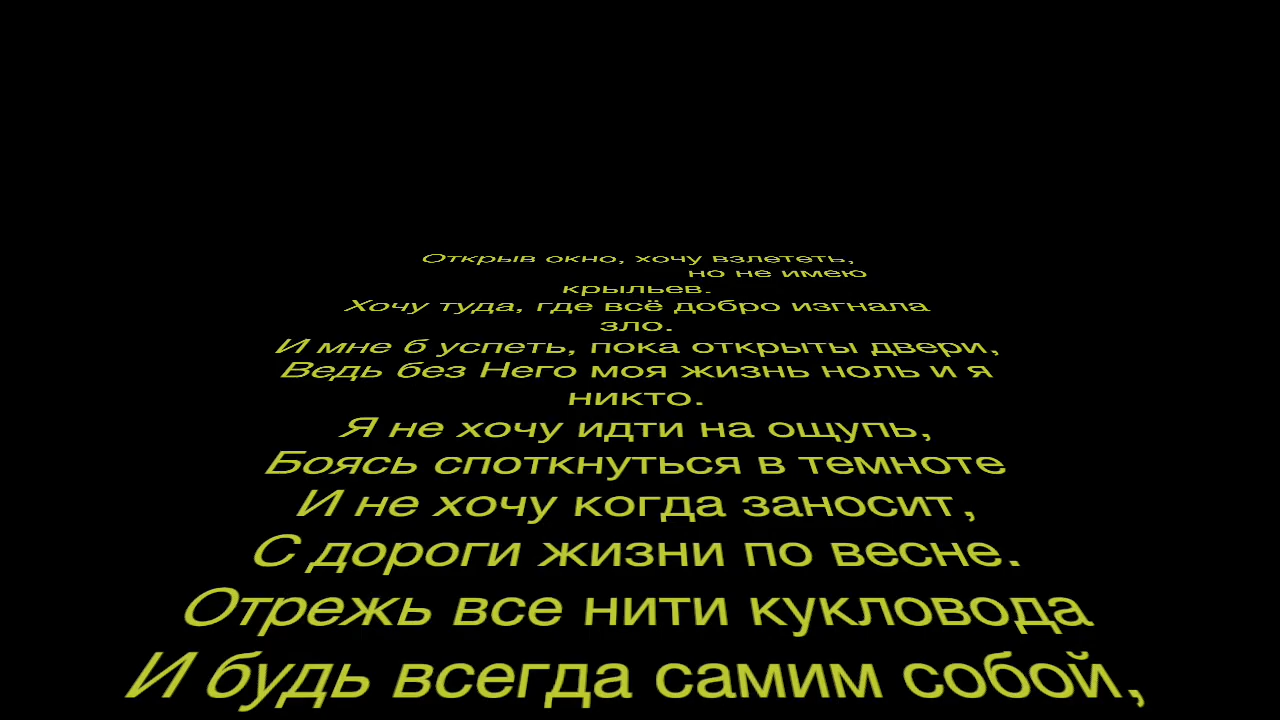 Открыв окно, хочу взлететь,
но не имею
крыльев.
Хочу туда, где всё добро изгнала
зло.
И мне б успеть, пока открыты двери,
Ведь без Него моя жизнь ноль и я
никто.
Я не хочу идти на ощупь,
Боясь споткнуться в темноте
И не хочу когда заносит,
С дороги жизни по весне.
Отрежь все нити кукловода
И будь всегда самим собой,